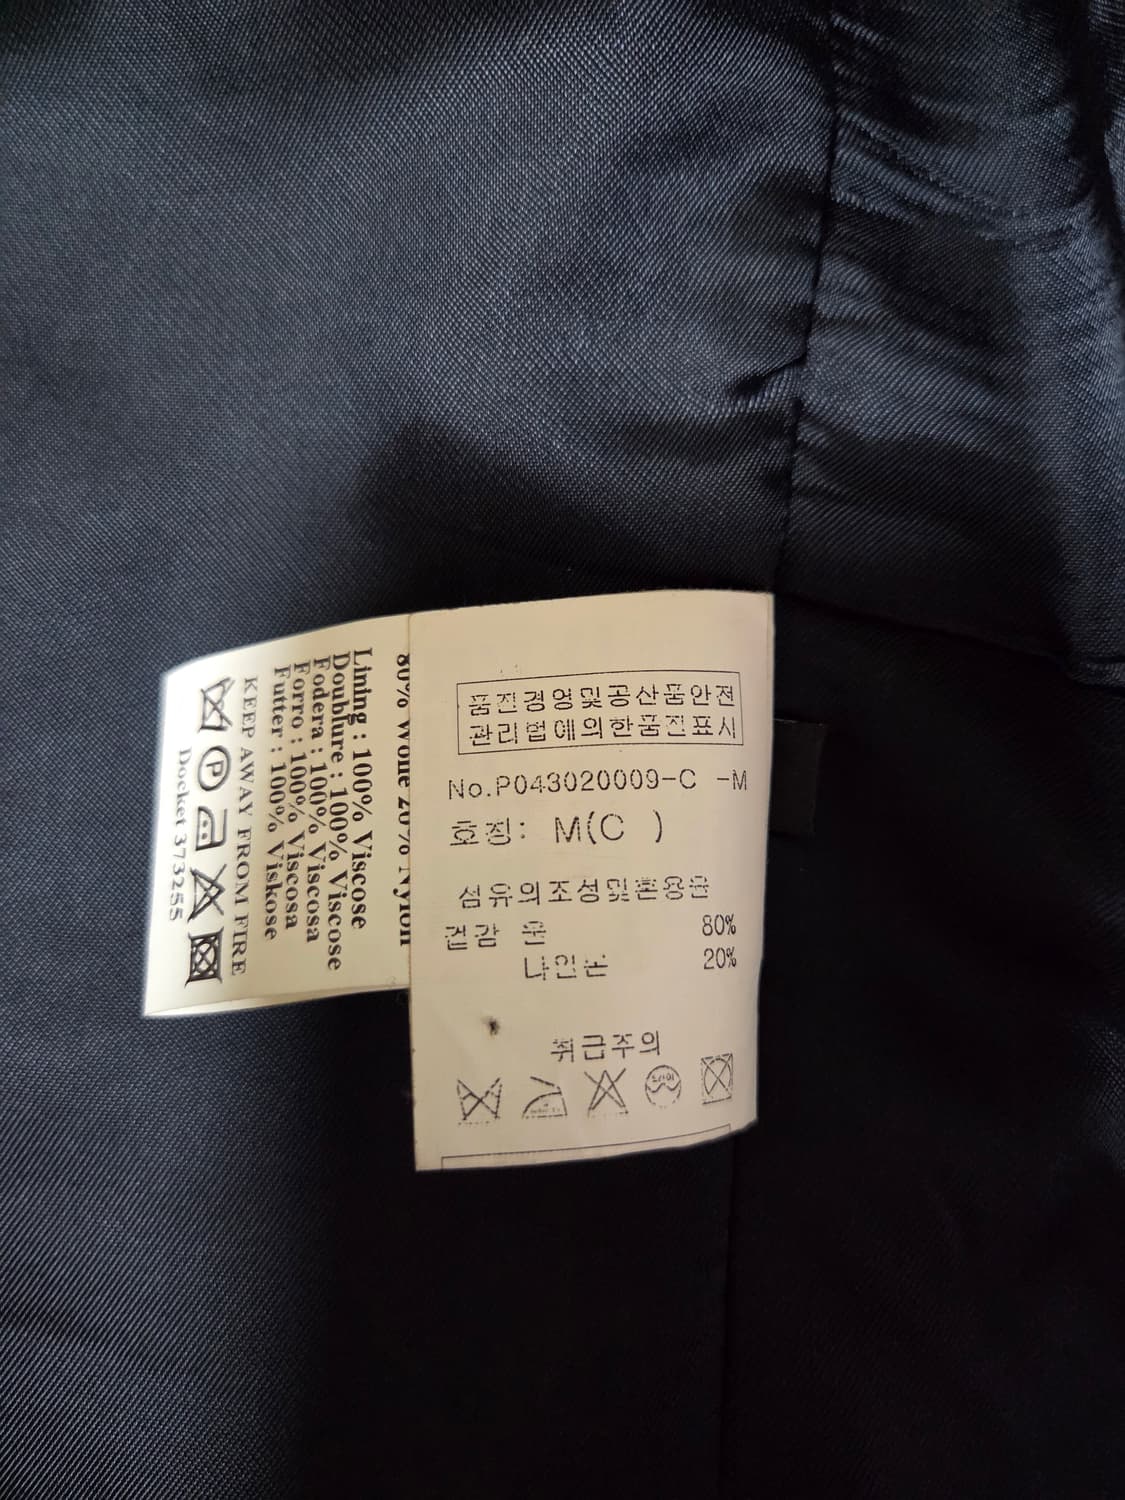 품질경영및공산품안전
관리법에의한품질표시
No.P043020009-C -M
호칭: M(C )
섬유의조성및혼용율
겉감 울 80%
나일론 20%
취급주의
80% 20% Nylon
Lining : 100% Viscose
Doublure : 100% Viscose
Fodera : 100% Viscosa
Forro : 100% Viscosa
Futter : 100% Viskose
KEEP AWAY FROM FIRE
P
Docket 373255